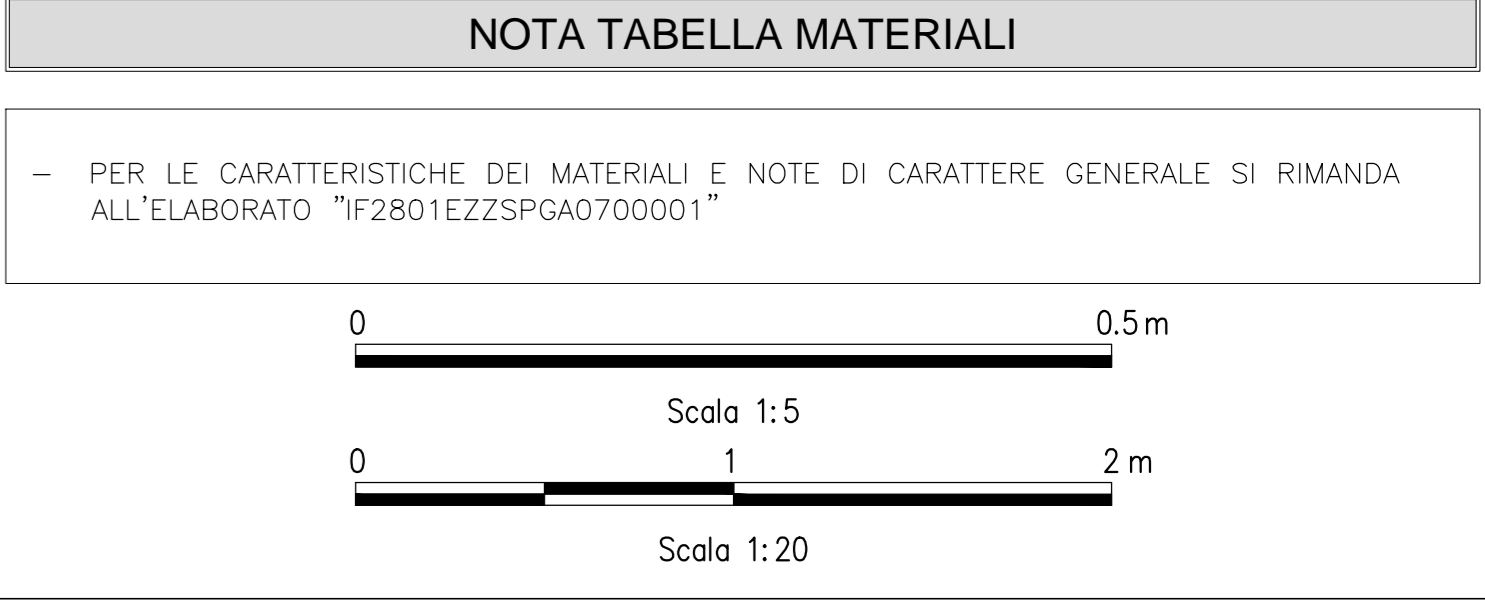 NOTA TABELLA MATERIALI
– PER LE CARATTERISTICHE DEI MATERIALI E NOTE DI CARATTERE GENERALE SI RIMANDA
ALL'ELABORATO "IF2801EZZSPGA0700001"
0 0.5 m
Scala 1:5
0 1 2 m
Scala 1:20